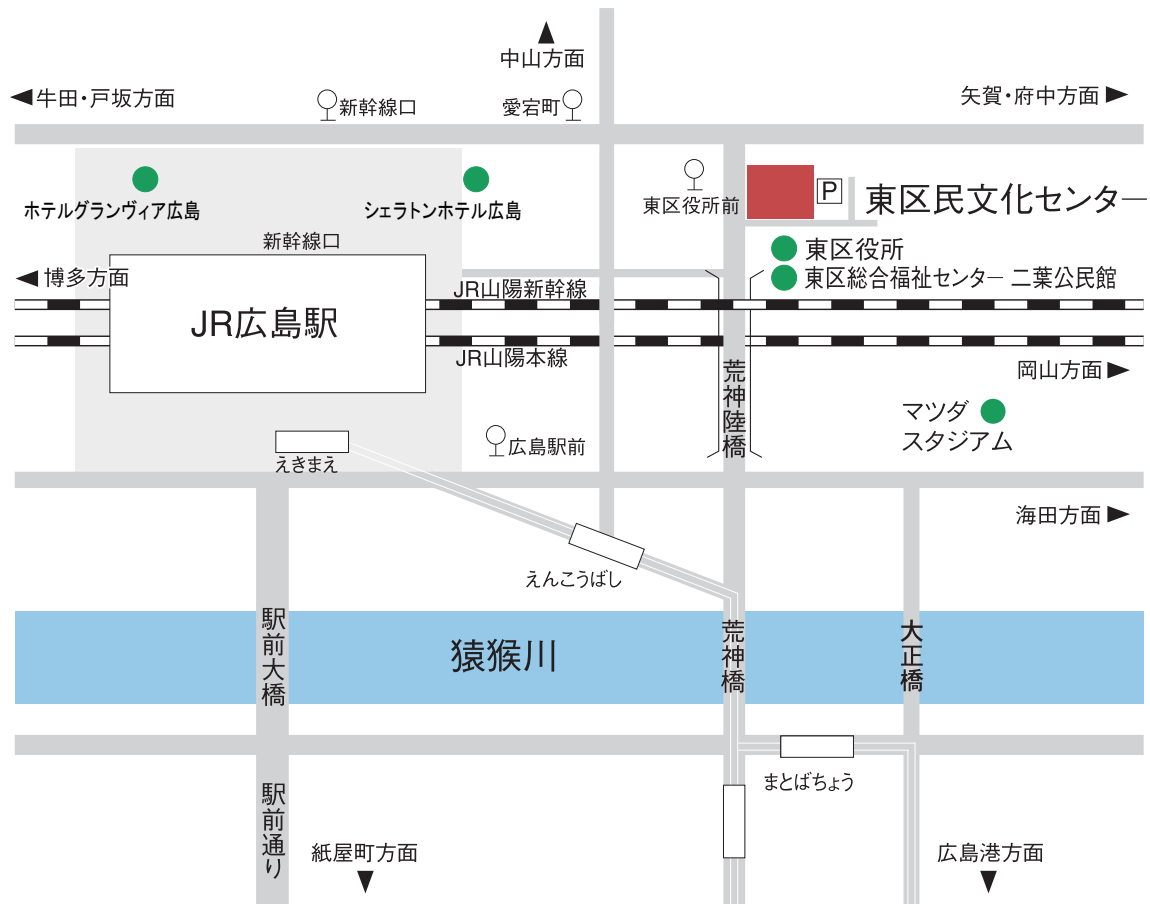 中山方面
牛田・戸坂方面
新幹線口
愛宕町
矢賀・府中方面
ホテルグランヴィア広島
シェラトンホテル広島
東区役所前
P
東区民文化センター
新幹線口
東区役所
博多方面
東区総合福祉センター 二葉公民館
JR山陽新幹線
JR広島駅
JR山陽本線
荒神陸橋
岡山方面
マツダ
スタジアム
広島駅前
えきまえ
海田方面
えんこうばし
駅前大橋
猿猴川
荒神橋
大正橋
まとばちょう
駅前通り
紙屋町方面
広島港方面